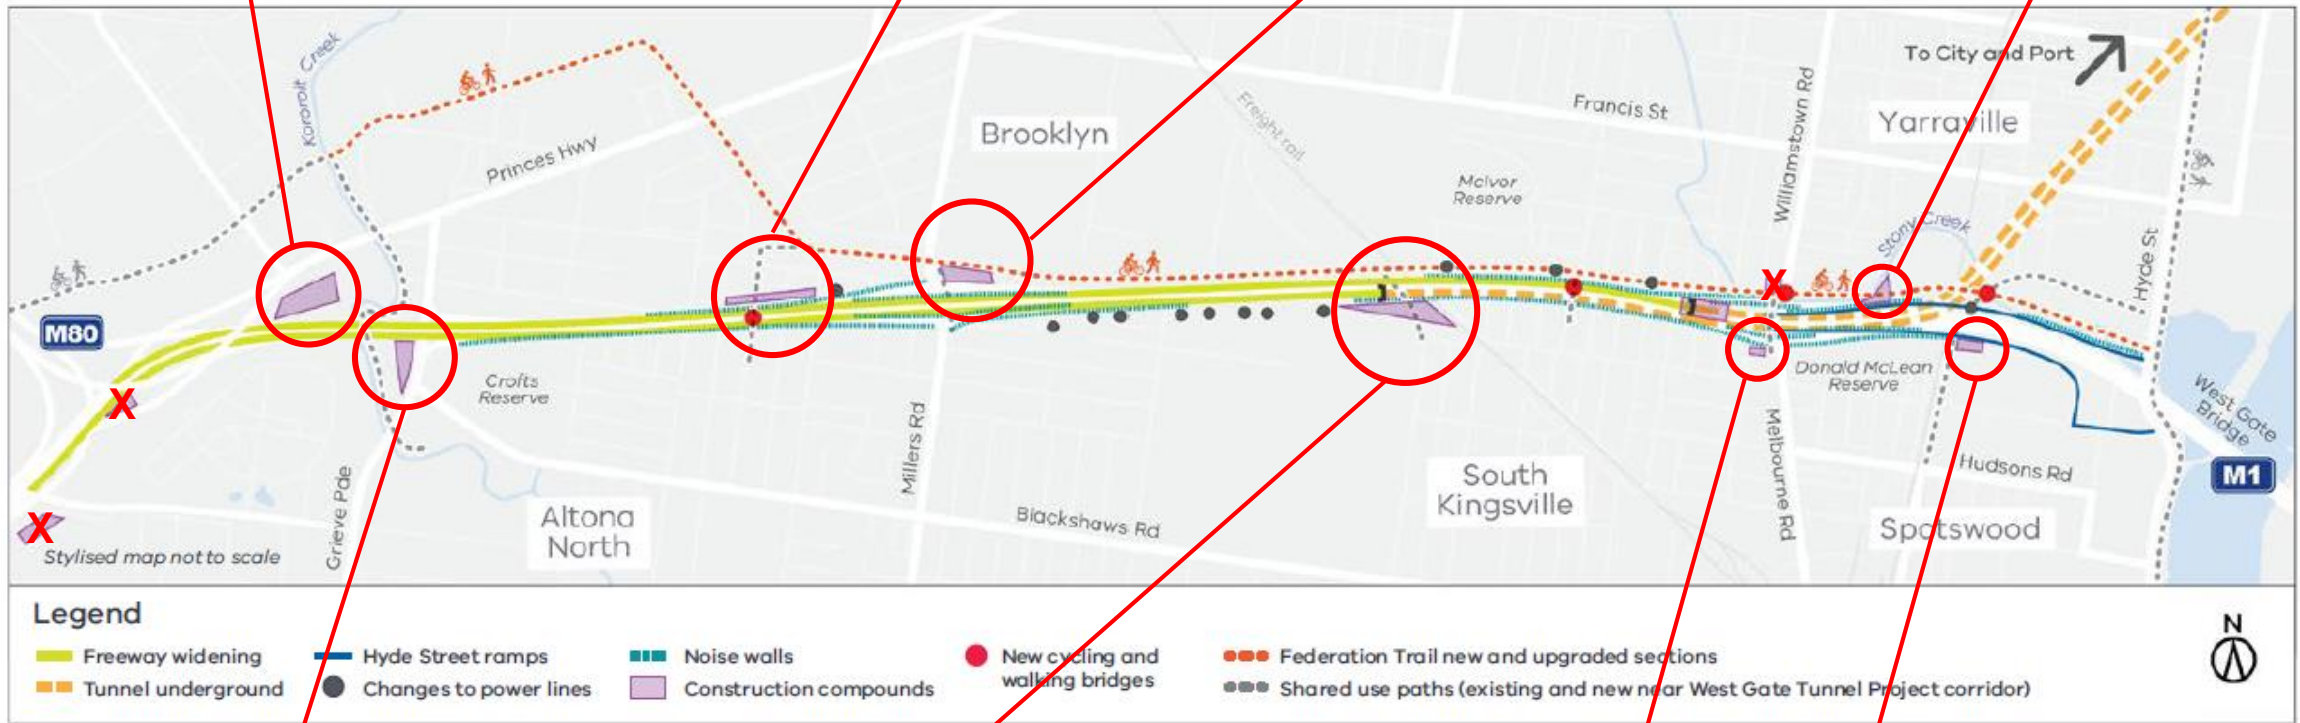 To City and Port
Kororoit Creek
Francis St
Williamstown Rd
Yarraville
Princes Hwy
Brooklyn
Freight rail
McIvor
Reserve
Stony Creek
Hyde St
X
M80
X
Crofts
Reserve
Donald McLean
Reserve
West Gate
Bridge
Millers Rd
Melbourne Rd
South
Kingsville
Hudsons Rd
M1
Grieve Pde
Altona
North
Blackshaws Rd
Spotswood
X
Stylised map not to scale
Legend
N
Freeway widening
Hyde Street ramps
Noise walls
New cycling and
walking bridges
Federation Trail new and upgraded sections
Tunnel underground
Changes to power lines
Construction compounds
Shared use paths (existing and new near West Gate Tunnel Project corridor)